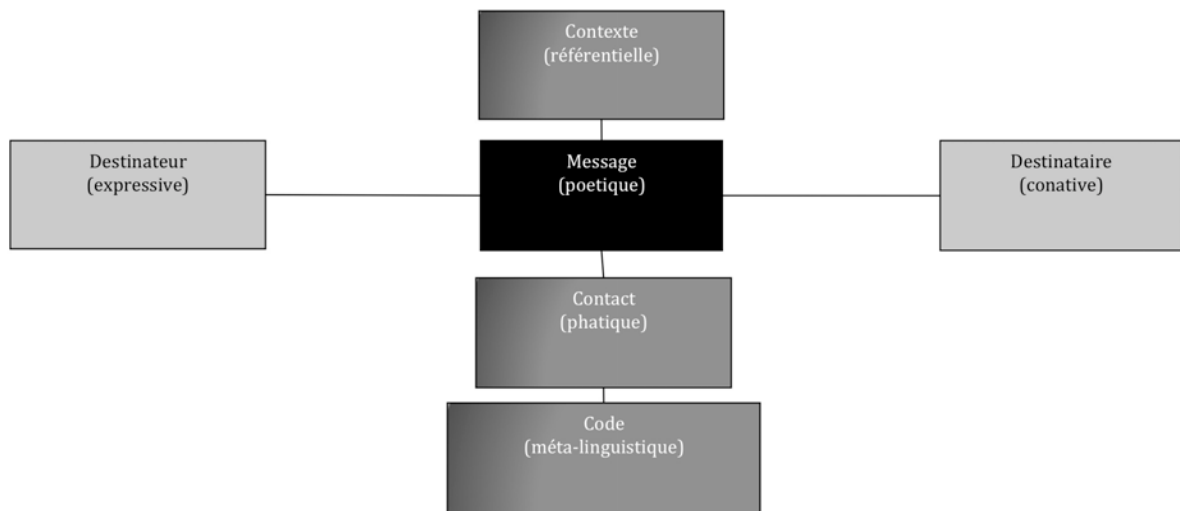 Contexte
(référentielle)
Destinateur
(expressive)
Message
(poetique)
Destinataire
(conative)
Contact
(phatique)
Code
(méta-linguistique)